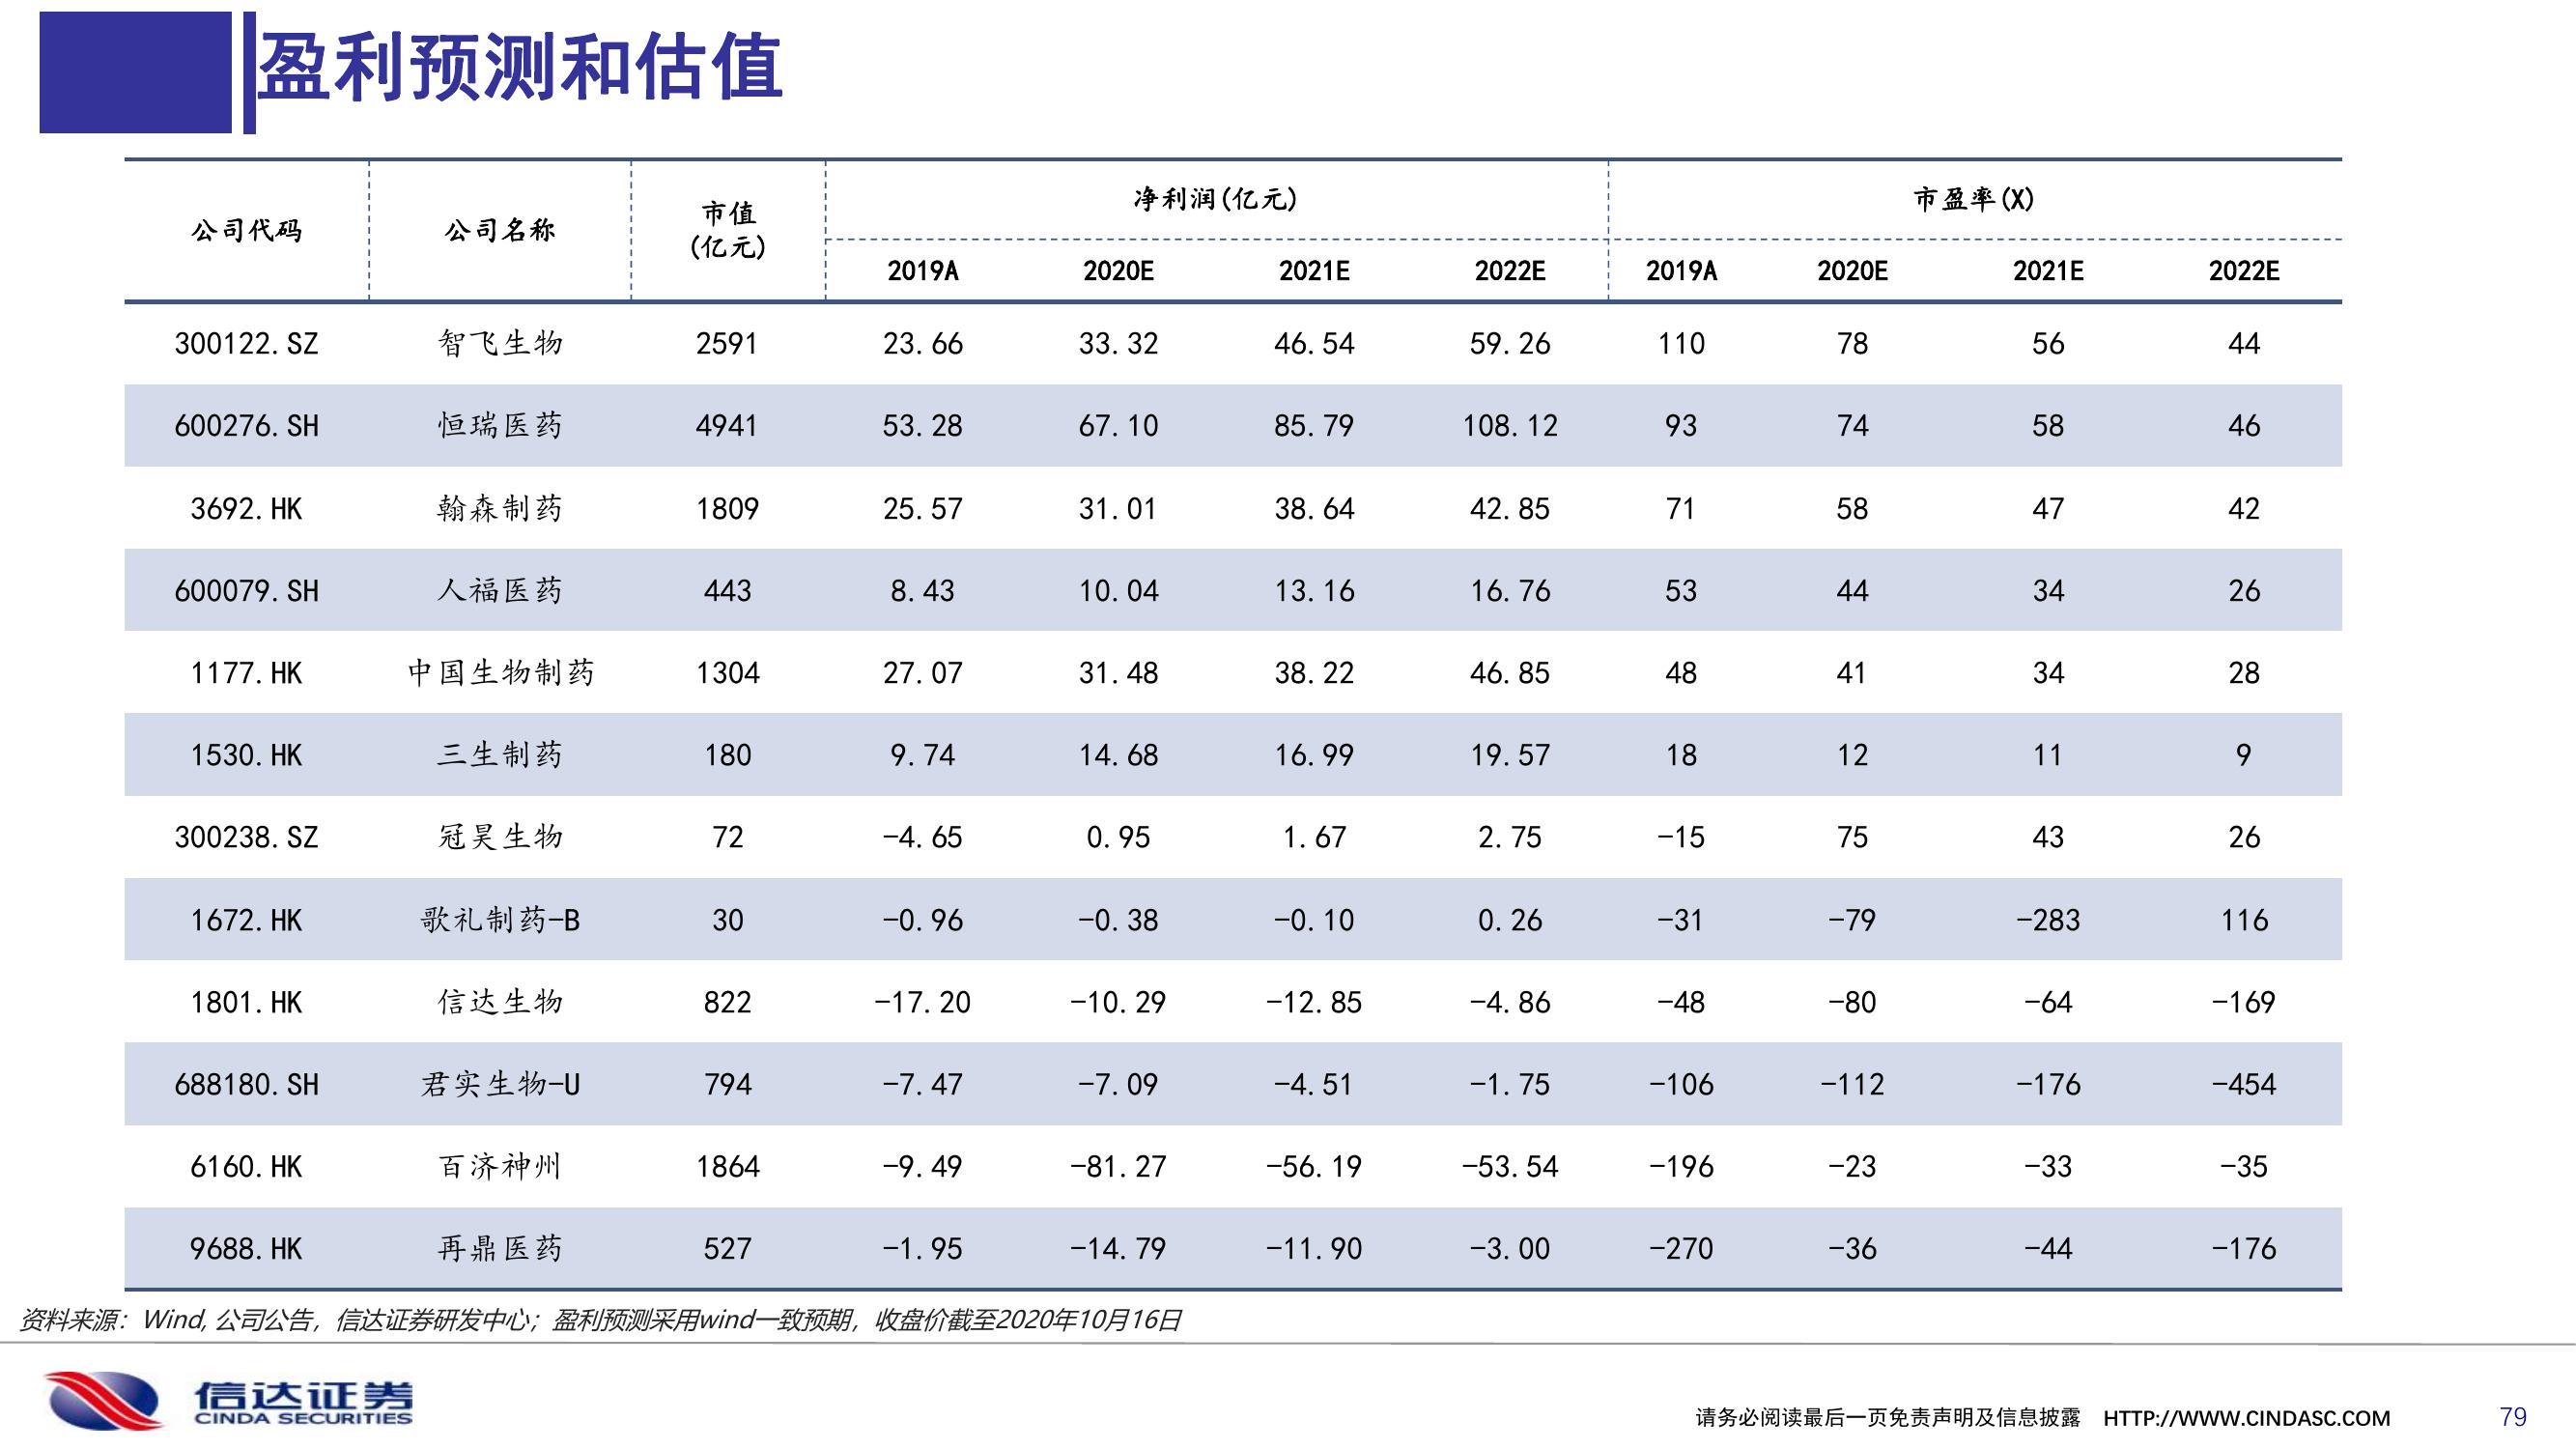 盈利预测和估值
公司代码 公司名称 市值(亿元) 净利润(亿元) 市盈率(X)
2019A 2020E 2021E 2022E 2019A 2020E 2021E 2022E
300122.SZ 智飞生物 2591 23.66 33.32 46.54 59.26 110 78 56 44
600276.SH 恒瑞医药 4941 53.28 67.10 85.79 108.12 93 74 58 46
3692.HK 翰森制药 1809 25.57 31.01 38.64 42.85 71 58 47 42
600079.SH 人福医药 443 8.43 10.04 13.16 16.76 53 44 34 26
1177.HK 中国生物制药 1304 27.07 31.48 38.22 46.85 48 41 34 28
1530.HK 三生制药 180 9.74 14.68 16.99 19.57 18 12 11 9
300238.SZ 冠昊生物 72 -4.65 0.95 1.67 2.75 -15 75 43 26
1672.HK 歌礼制药-B 30 -0.96 -0.38 -0.10 0.26 -31 -79 -283 116
1801.HK 信达生物 822 -17.20 -10.29 -12.85 -4.86 -48 -80 -64 -169
688180.SH 君实生物-U 794 -7.47 -7.09 -4.51 -1.75 -106 -112 -176 -454
6160.HK 百济神州 1864 -9.49 -81.27 -56.19 -53.54 -196 -23 -33 -35
9688.HK 再鼎医药 527 -1.95 -14.79 -11.90 -3.00 -270 -36 -44 -176
资料来源：Wind, 公司公告，信达证券研发中心；盈利预测采用wind一致预期，收盘价截至2020年10月16日
信达证券
CINDA SECURITIES
请务必阅读最后一页免责声明及信息披露 HTTP://WWW.CINDASC.COM 79